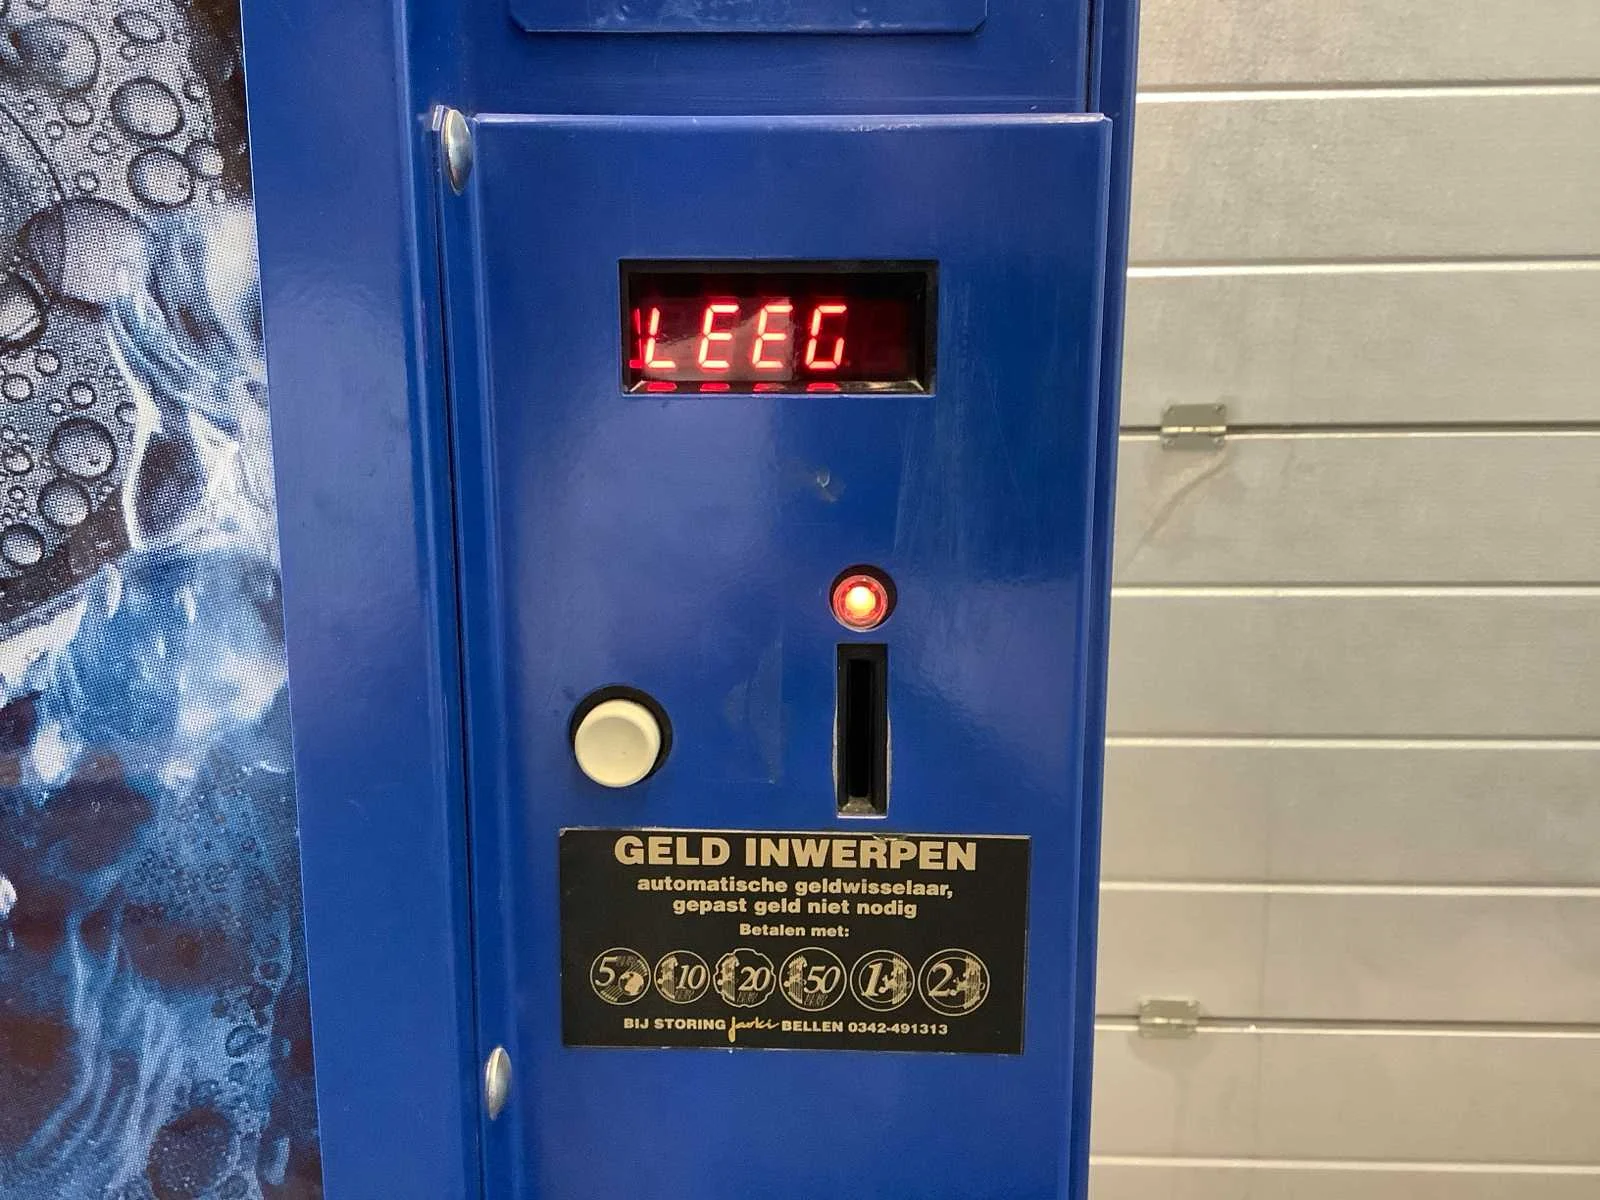 LEEG
GELD INWERPEN
automatische geldwisselaar,
gepast geld niet nodig
Betalen met:
5 10 20 50 1 2
BIJ STORING Jaski BELLEN 0342-491313